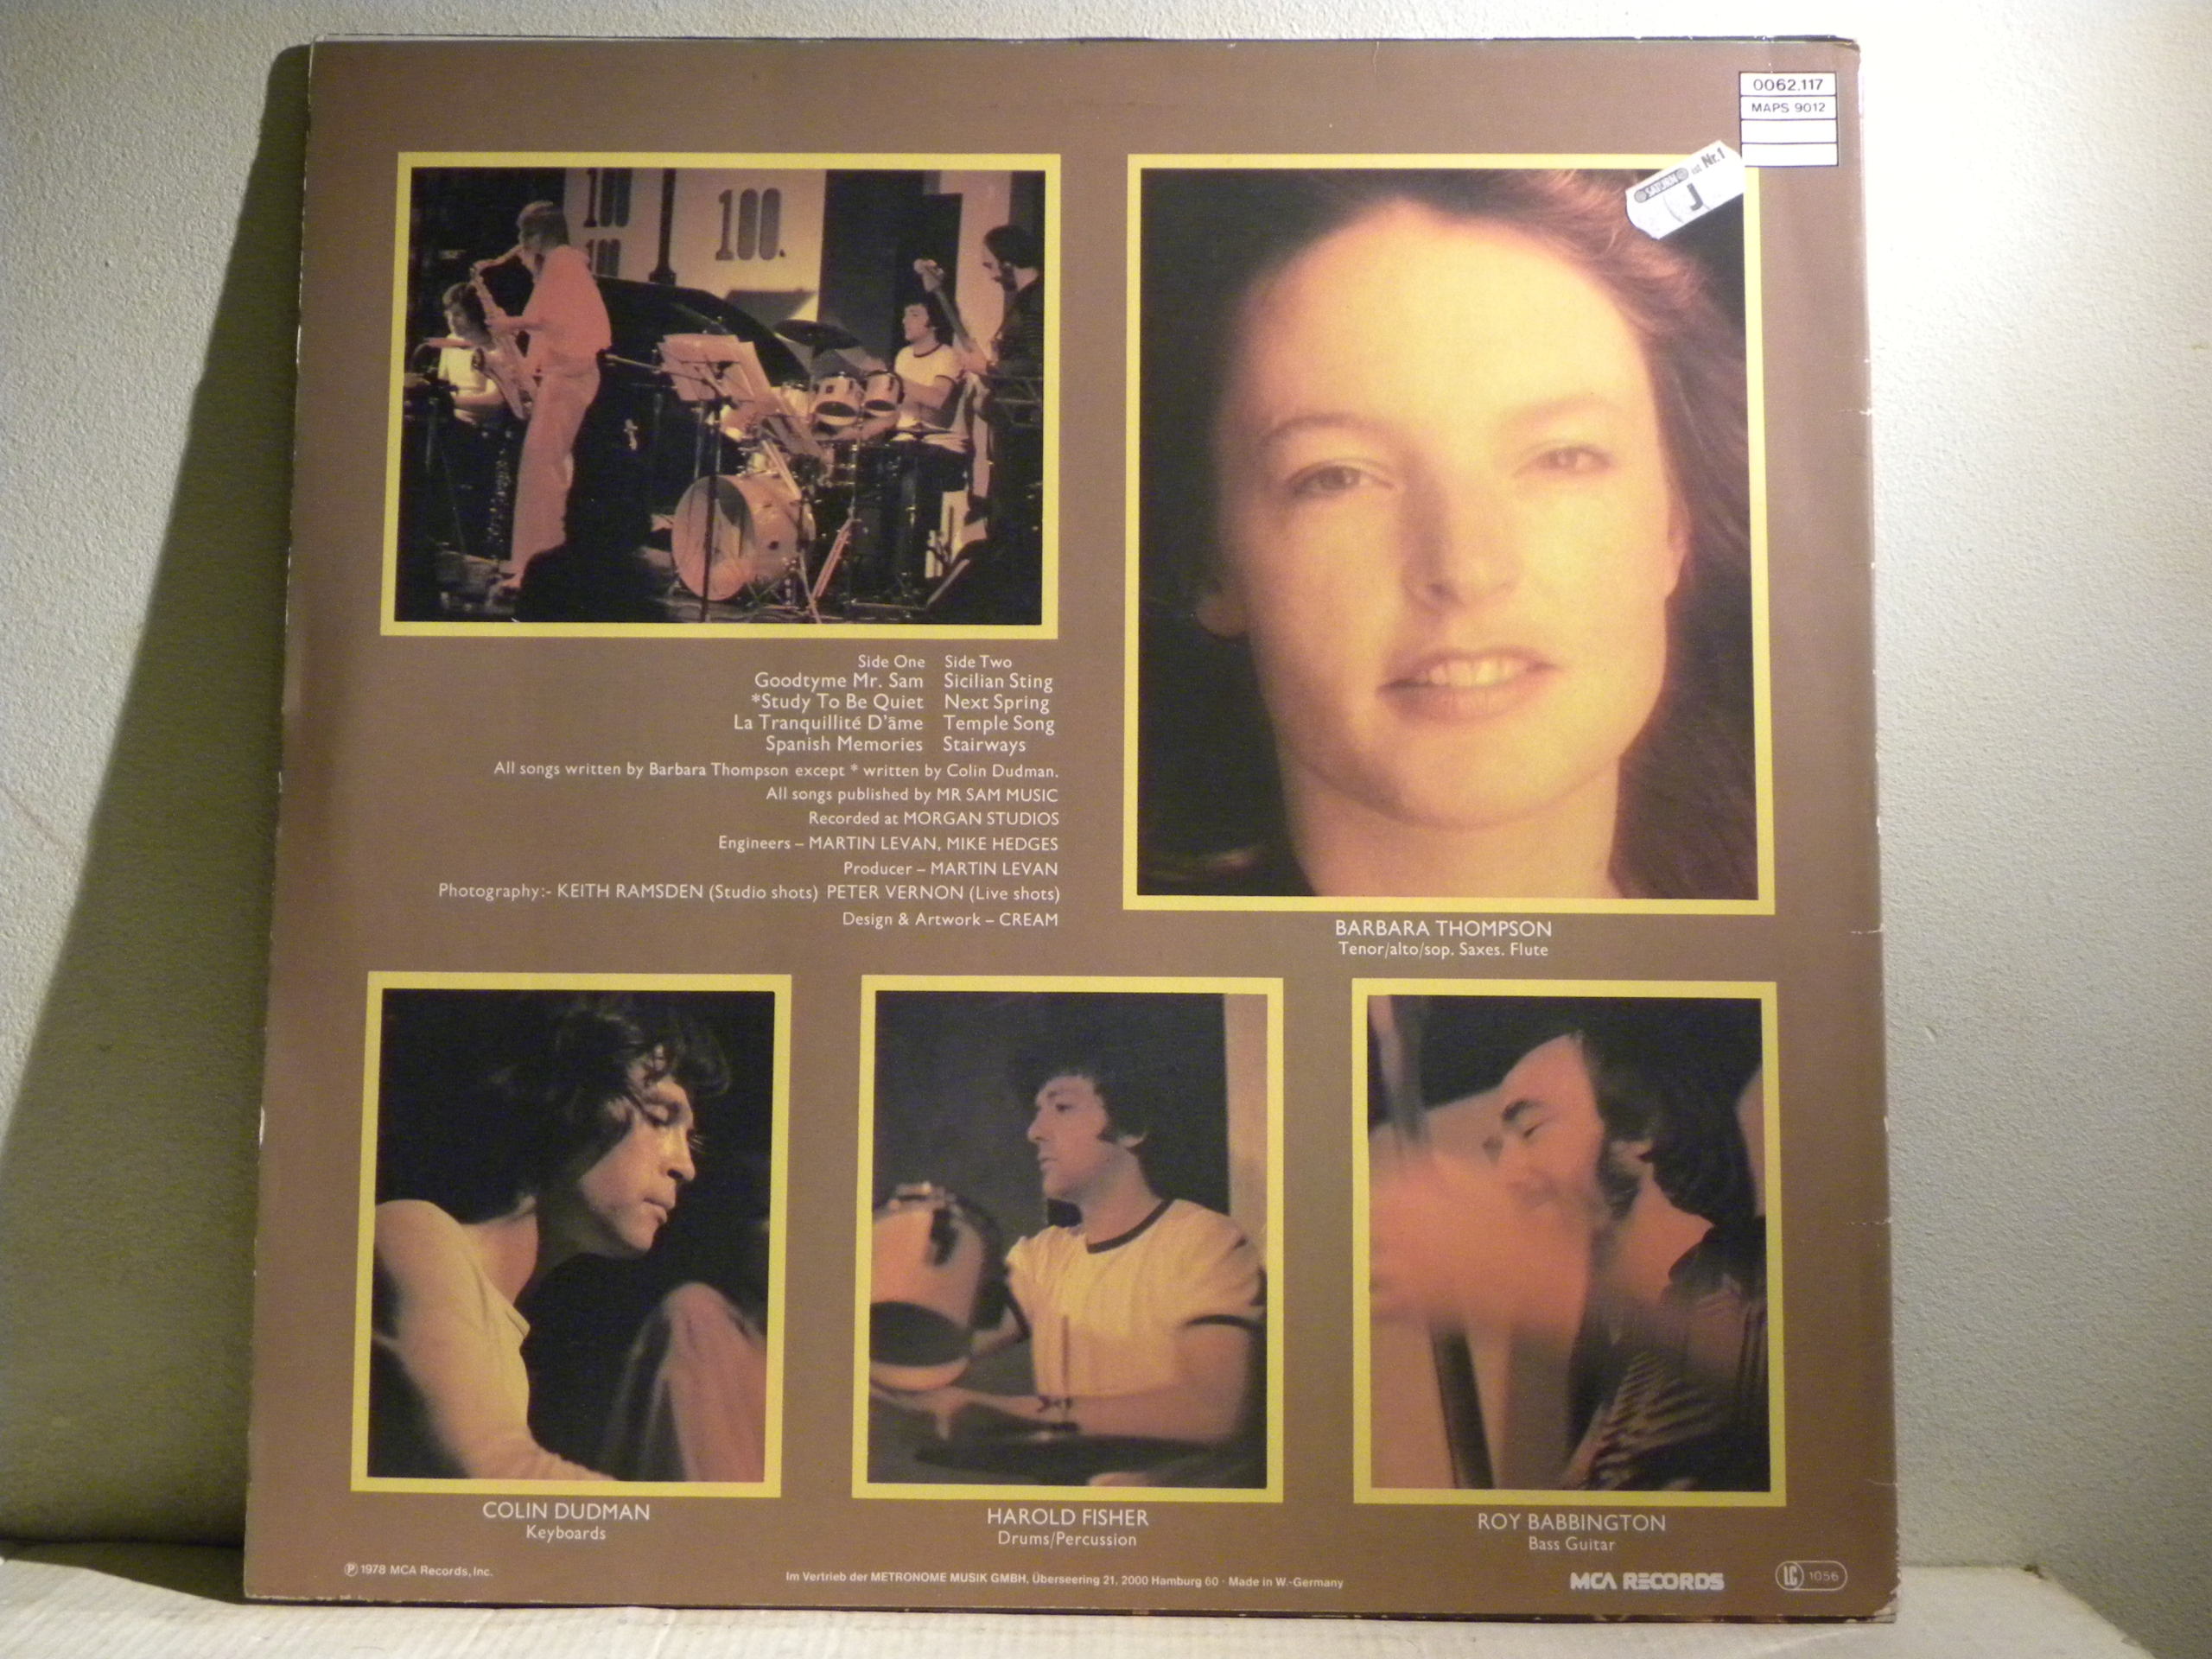 0062.117
MAPS 9012
SATURN ist Nr.1
J
100
100
100.
Side One Side Two
Goodtyme Mr. Sam Sicilian Sting
*Study To Be Quiet Next Spring
La Tranquillité D'âme Temple Song
Spanish Memories Stairways
All songs written by Barbara Thompson except * written by Colin Dudman.
All songs published by MR SAM MUSIC
Recorded at MORGAN STUDIOS
Engineers – MARTIN LEVAN, MIKE HEDGES
Producer – MARTIN LEVAN
Photography:- KEITH RAMSDEN (Studio shots) PETER VERNON (Live shots)
Design & Artwork – CREAM
BARBARA THOMPSON
Tenor/alto/sop. Saxes. Flute
COLIN DUDMAN
Keyboards
HAROLD FISHER
Drums/Percussion
ROY BABBINGTON
Bass Guitar
℗ 1978 MCA Records, Inc.
Im Vertrieb der METRONOME MUSIK GMBH, Überseering 21, 2000 Hamburg 60 · Made in W.-Germany
MCA RECORDS
LC 1056